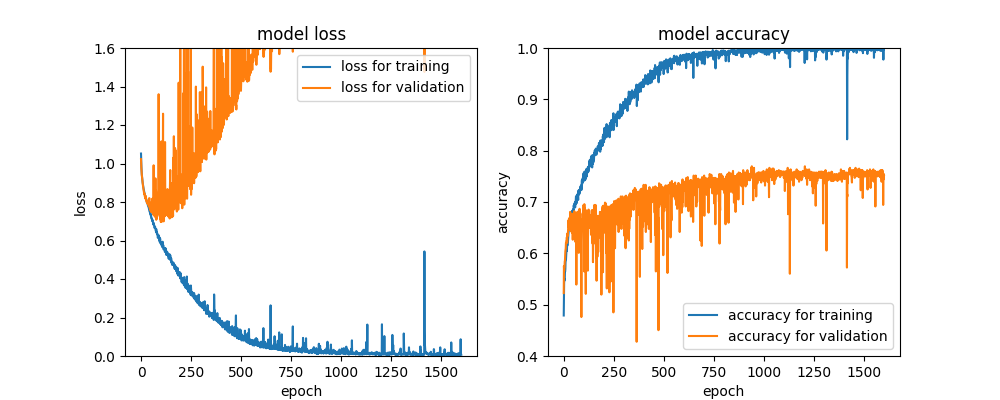 model loss
loss
1.6
1.4
1.2
1.0
0.8
0.6
0.4
0.2
0.0
loss for training
loss for validation
0 250 500 750 1000 1250 1500
epoch
model accuracy
accuracy
1.0
0.9
0.8
0.7
0.6
0.5
0.4
accuracy for training
accuracy for validation
0 250 500 750 1000 1250 1500
epoch